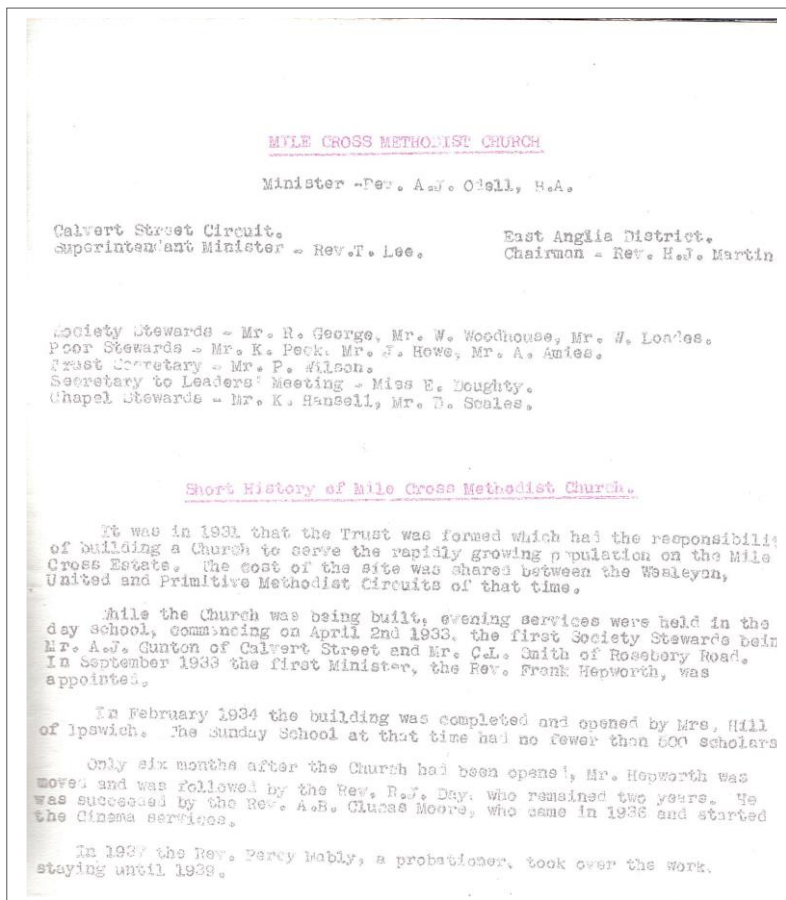 MILE CROSS METHODIST CHURCH
Minister - Rev. A.J. Odell, B.A.
Calvert Street Circuit.
Superintendant Minister - Rev.T. Lee.
East Anglia District.
Chairman - Rev. H.J. Martin
Society Stewards - Mr. R. George, Mr. W. Woodhouse, Mr. W. Loades.
Poor Stewards - Mr. K. Peck, Mr. J. Howe, Mr. A. Amies.
Trust Secretary - Mr. P. Wilson.
Secretary to Leaders' Meeting - Miss E. Doughty.
Chapel Stewards - Mr. K. Hansell, Mr. D. Scales.
Short History of Mile Cross Methodist Church.
It was in 1931 that the Trust was formed which had the responsibili
of building a Church to serve the rapidly growing population on the Mile
Cross Estate. The cost of the site was shared between the Wesleyan,
United and Primitive Methodist Circuits of that time.
While the Church was being built, evening services were held in the
day school, commencing on April 2nd 1933, the first Society Stewards bein
Mr. A.J. Gunton of Calvert Street and Mr. C.L. Smith of Rosebery Road.
In September 1933 the first Minister, the Rev. Frank Hepworth, was
appointed.
In February 1934 the building was completed and opened by Mrs, Hill
of Ipswich. The Sunday School at that time had no fewer than 500 scholars
Only six months after the Church had been opened, Mr. Hepworth was
moved and was followed by the Rev. R.J. Day, who remained two years. He
was succeeded by the Rev. A.B. Clucas Moore, who came in 1936 and started
the Cinema services.
In 1937 the Rev. Percy Mably, a probationer, took over the work,
staying until 1939.